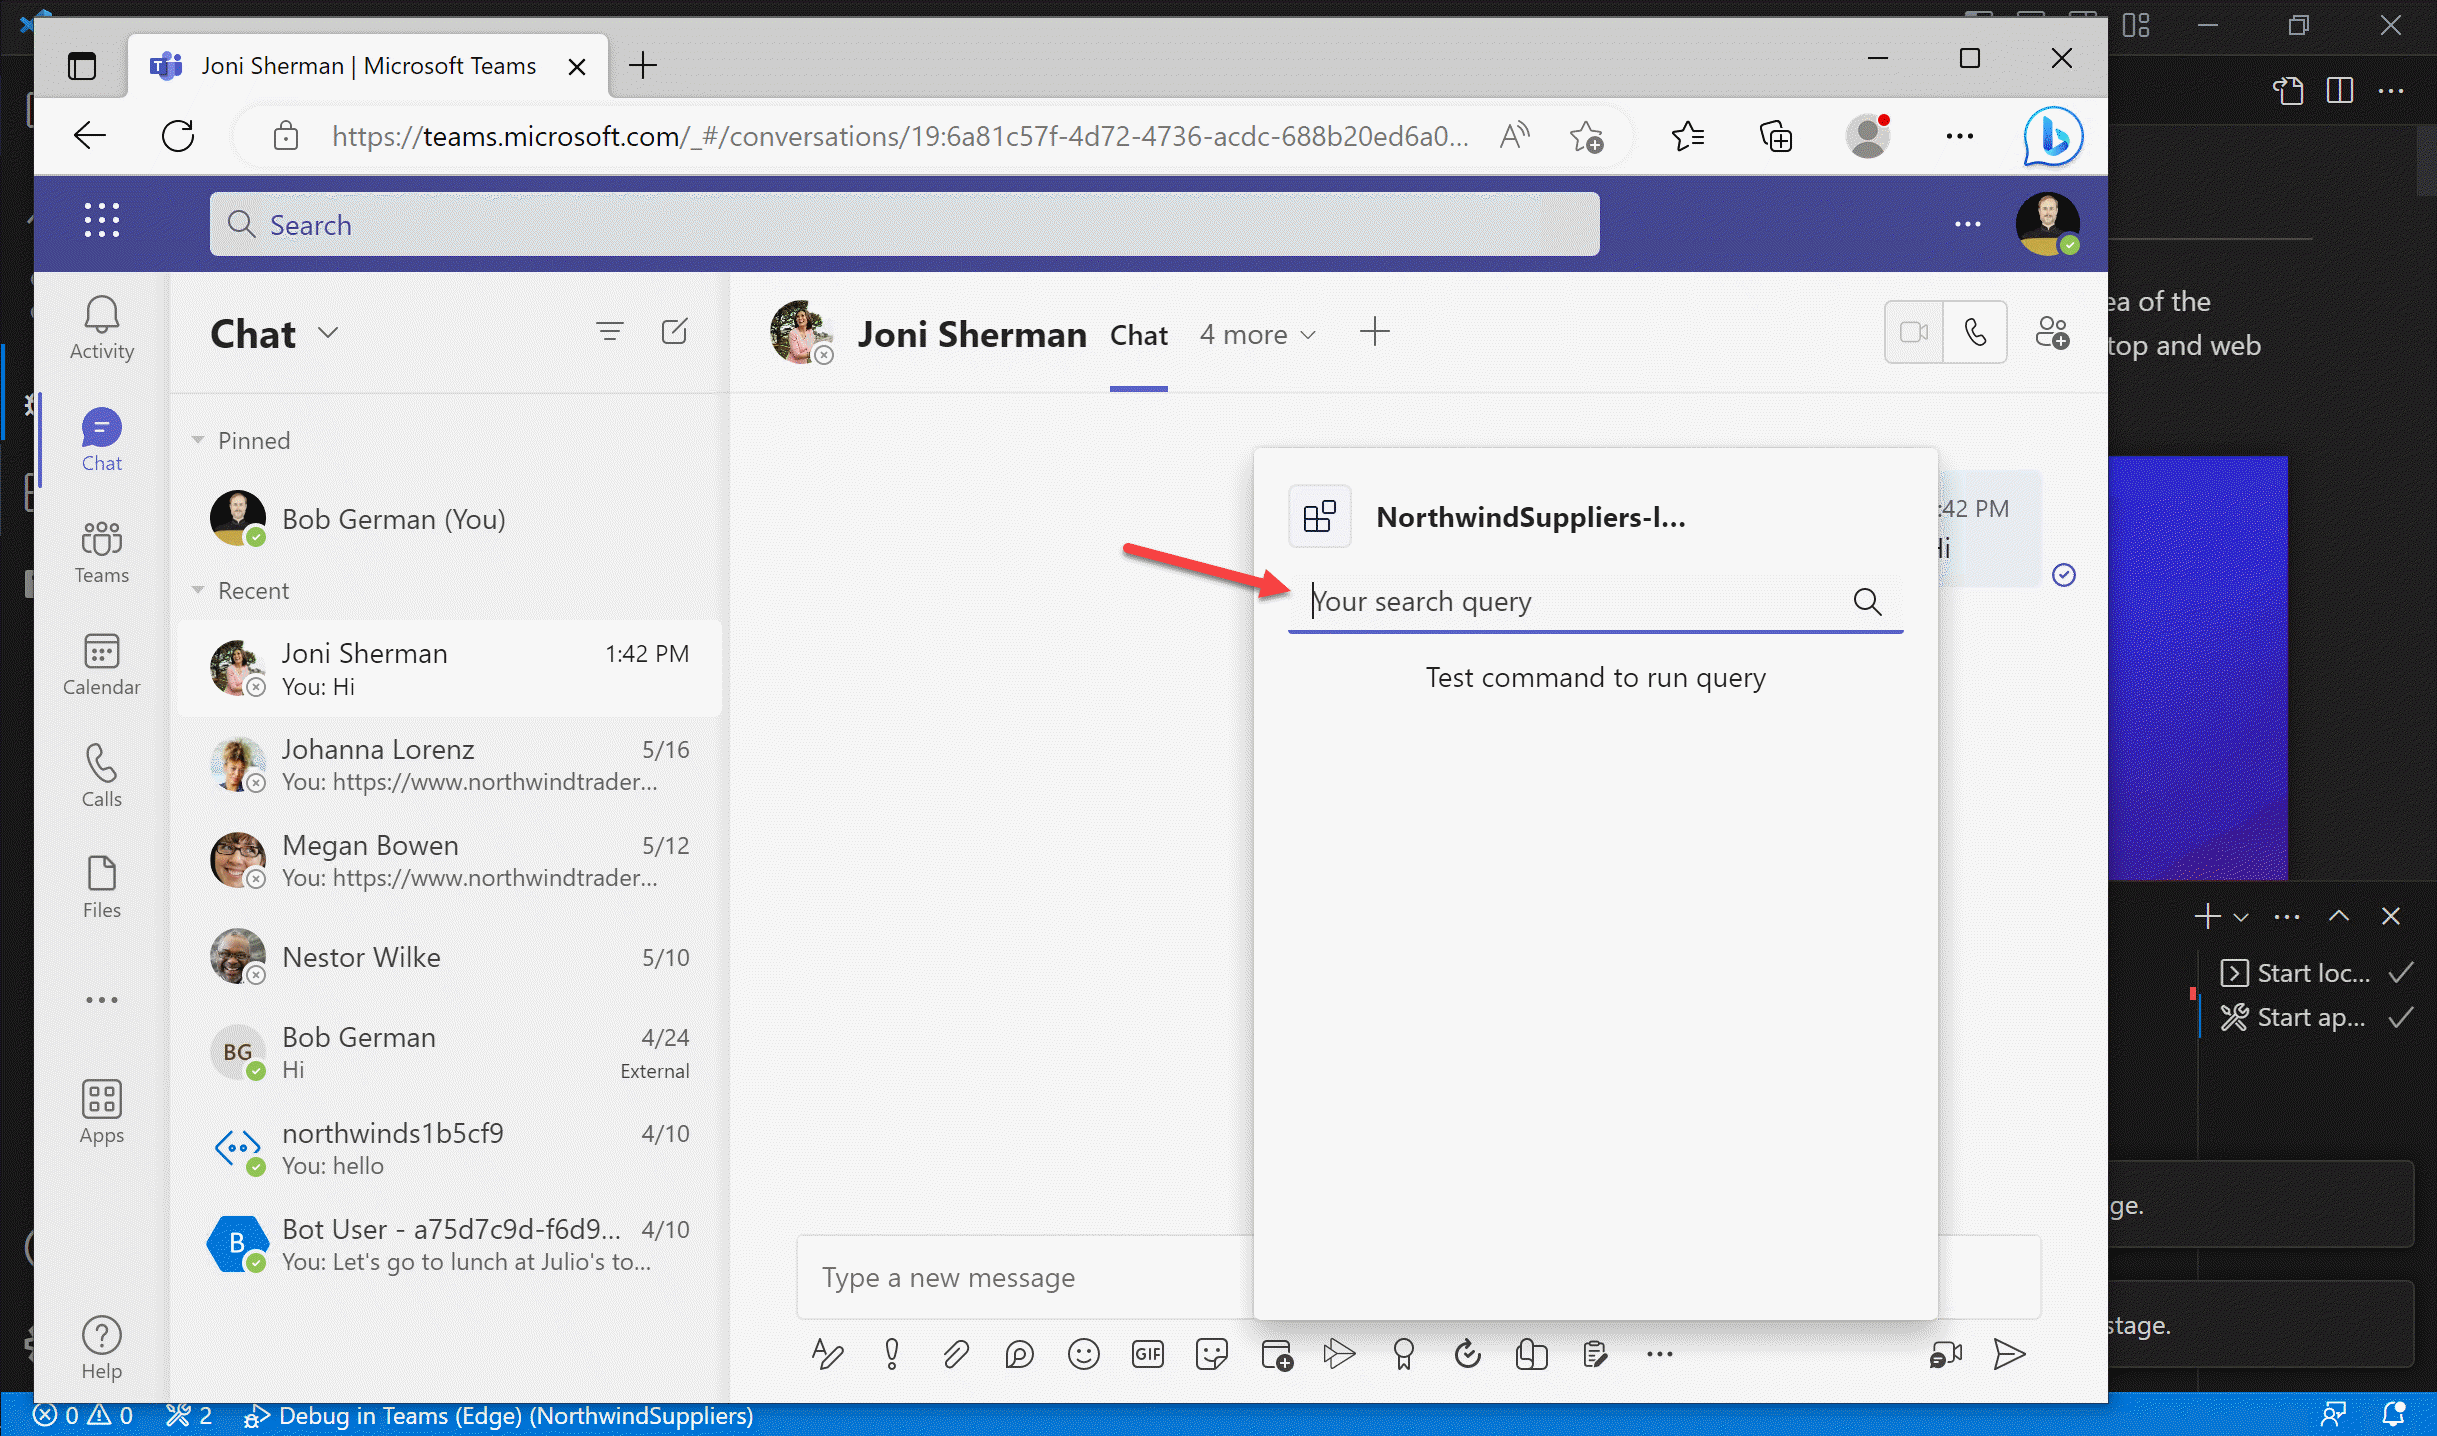 Joni Sherman | Microsoft Teams
https://teams.microsoft.com/_#/conversations/19:6a81c57f-4d72-4736-acdc-688b20ed6a0...
Search
Activity
Chat
Teams
Calendar
Calls
Files
Apps
Help
Chat
Pinned
Bob German (You)
Recent
Joni Sherman 1:42 PM
You: Hi
Johanna Lorenz 5/16
You: https://www.northwindtrader...
Megan Bowen 5/12
You: https://www.northwindtrader...
Nestor Wilke 5/10
BG
Bob German 4/24
Hi External
northwinds1b5cf9 4/10
You: hello
B
Bot User - a75d7c9d-f6d9... 4/10
You: Let's go to lunch at Julio's to...
Joni Sherman Chat 4 more
:42 PM
NorthwindSuppliers-l...
Your search query
Test command to run query
Type a new message
GIF
ea of the
top and web
Start loc...
Start ap...
ge.
stage.
0 0 2 Debug in Teams (Edge) (NorthwindSuppliers)